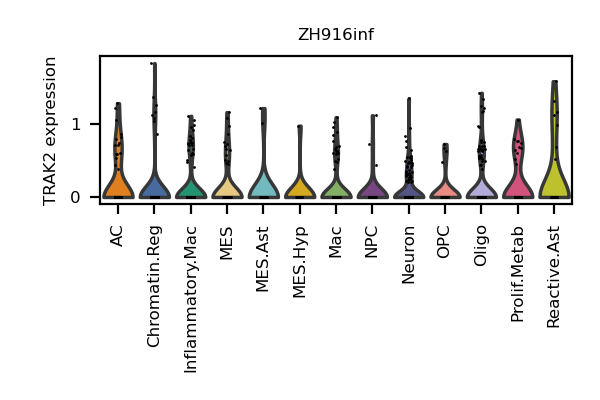 ZH916inf
TRAK2 expression
1
0
AC
Chromatin.Reg
Inflammatory.Mac
MES
MES.Ast
MES.Hyp
Mac
NPC
Neuron
OPC
Oligo
Prolif.Metab
Reactive.Ast